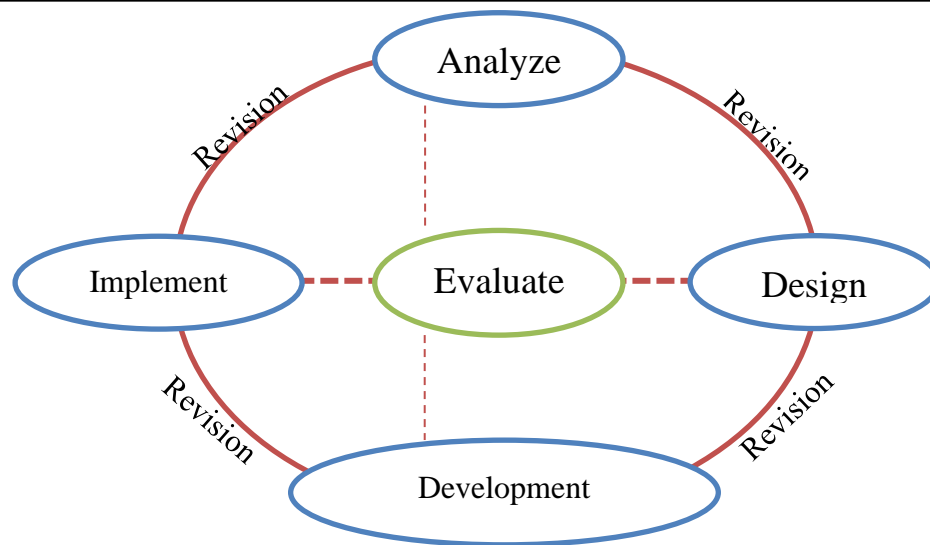 Analyze
Revision
Revision
Implement
Evaluate
Design
Revision
Revision
Development